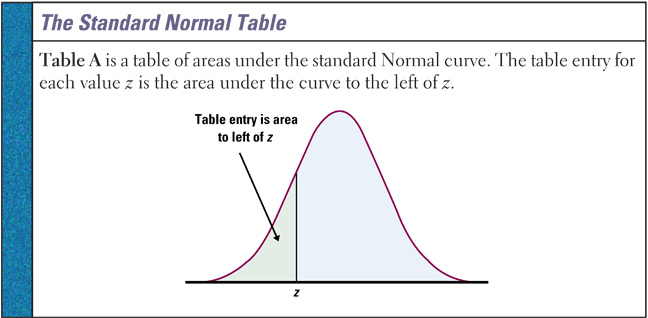 The Standard Normal Table
Table A is a table of areas under the standard Normal curve. The table entry for
each value z is the area under the curve to the left of z.
Table entry is area
to left of z
z